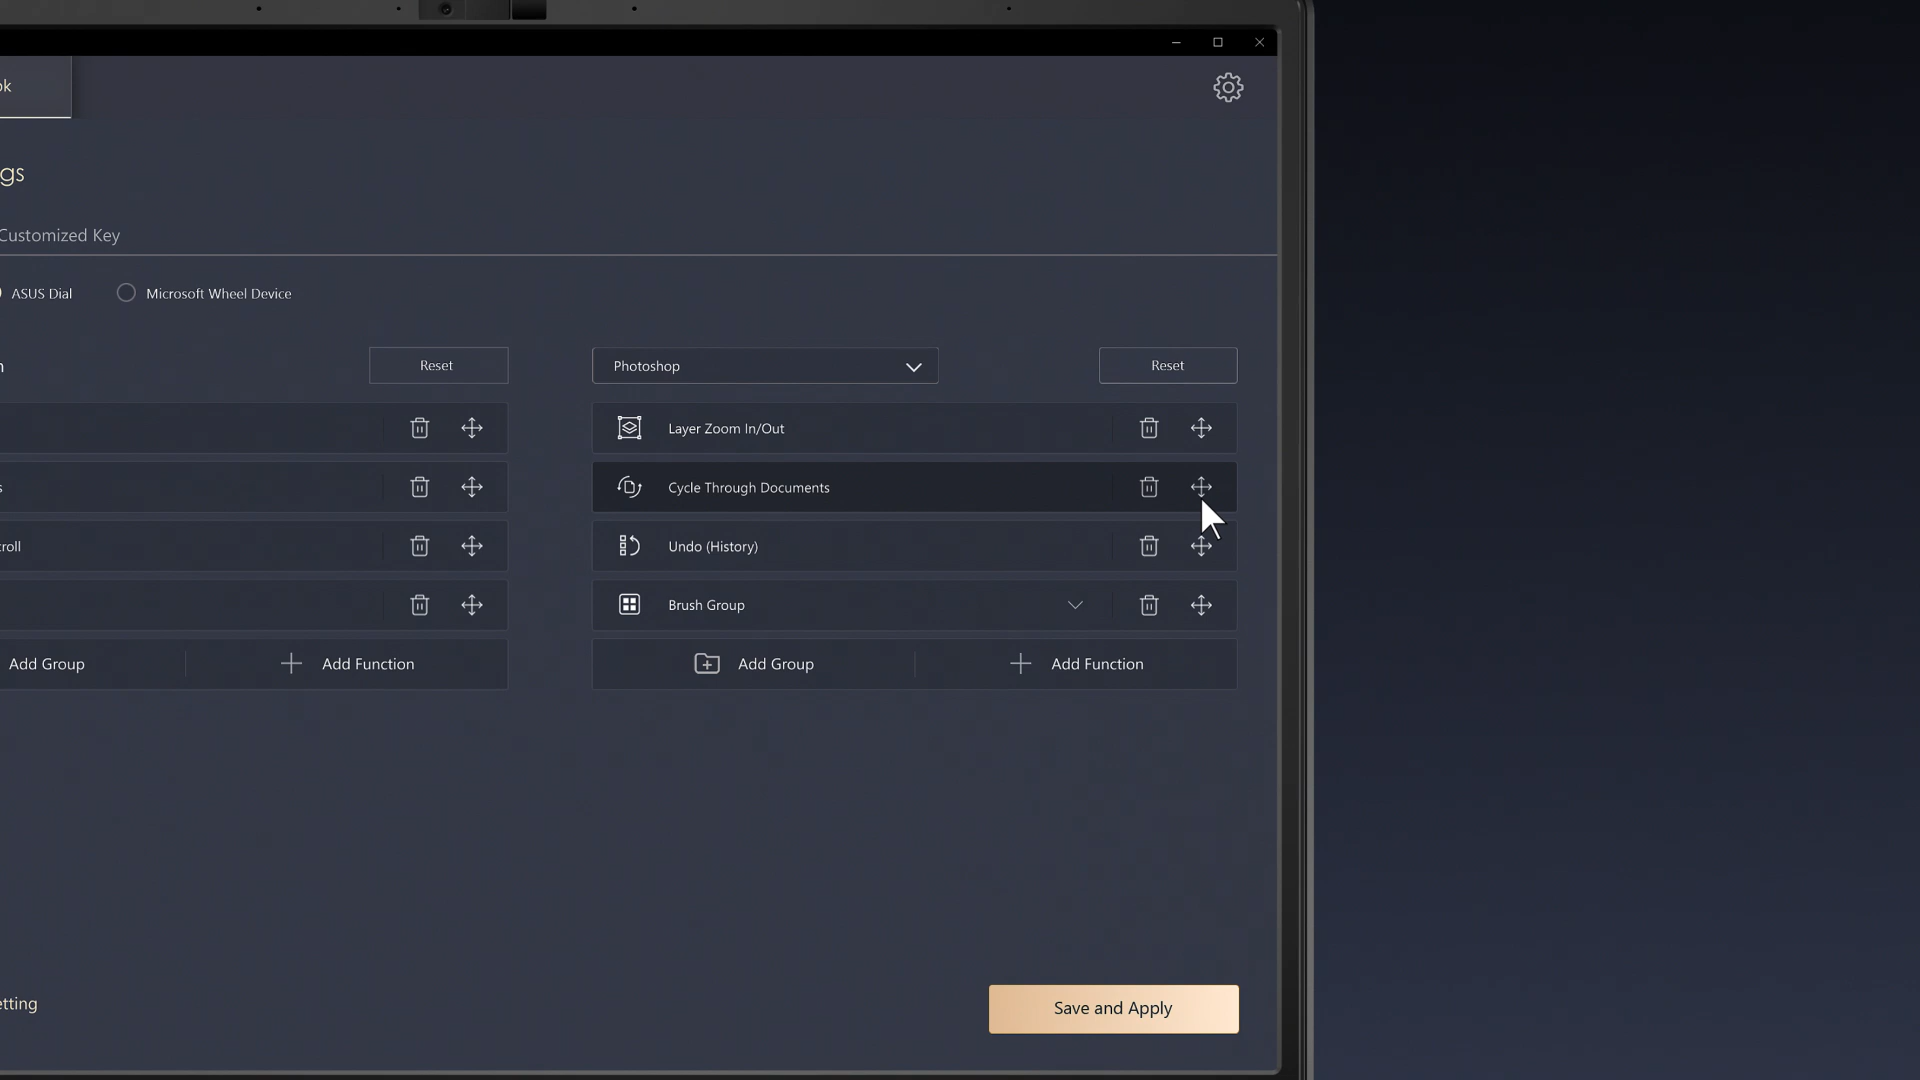 ok
gs
Customized Key
ASUS Dial
Microsoft Wheel Device
Reset
Photoshop
Reset
Layer Zoom In/Out
s
Cycle Through Documents
roll
Undo (History)
Brush Group
Add Group
Add Function
Add Group
Add Function
etting
Save and Apply